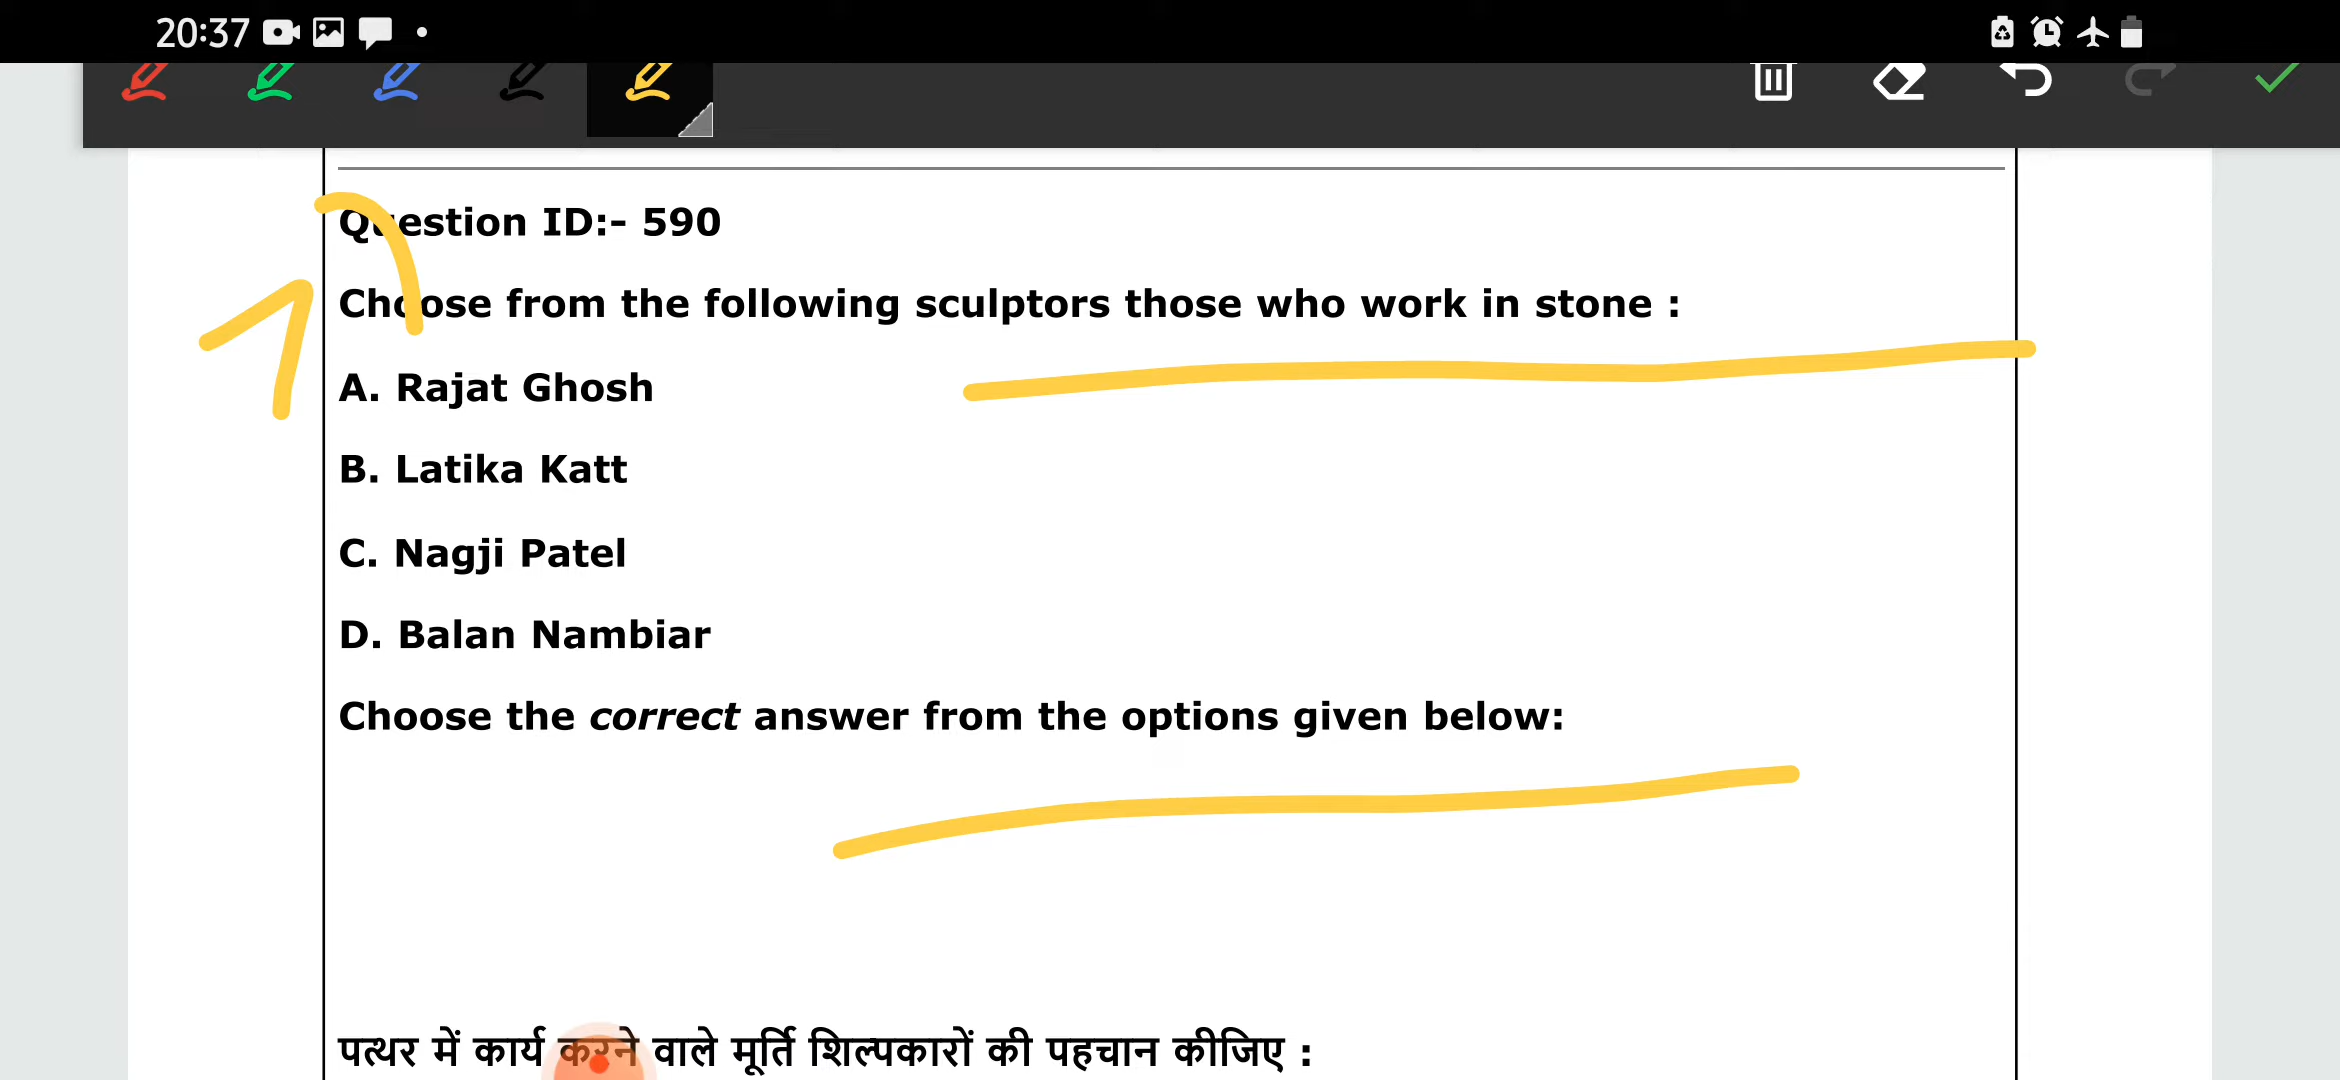 20:37
Question ID:- 590
Choose from the following sculptors those who work in stone :
1
A. Rajat Ghosh
B. Latika Katt
C. Nagji Patel
D. Balan Nambiar
Choose the correct answer from the options given below:
पत्थर में कार्य करने वाले मूर्ति शिल्पकारों की पहचान कीजिए :